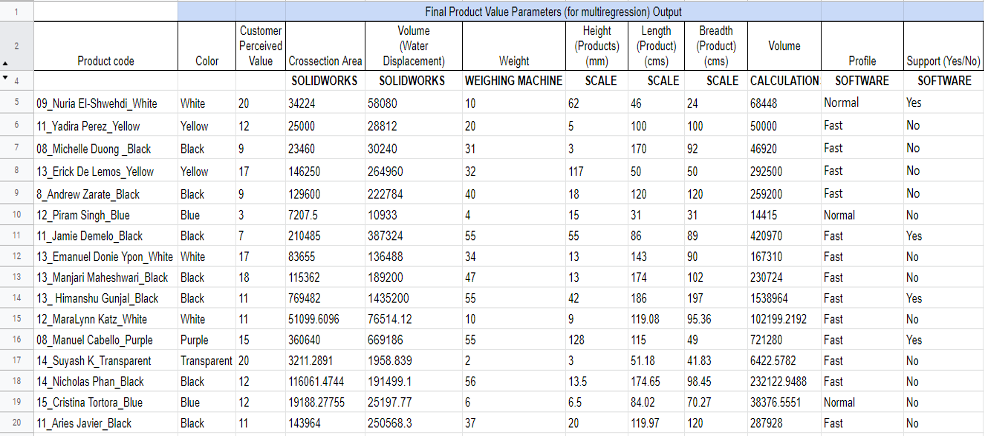 1 Final Product Value Parameters (for multiregression) Output
2 Product code Color Customer Perceived Value Crossection Area Volume (Water Displacement) Weight Height (Products) (mm) Length (Product) (cms) Breadth (Product) (cms) Volume Profile Support (Yes/No)
4 SOLIDWORKS SOLIDWORKS WEIGHING MACHINE SCALE SCALE SCALE CALCULATION SOFTWARE SOFTWARE
5 09_Nuria El-Shwehdi_White White 20 34224 58080 10 62 46 24 68448 Normal Yes
6 11_Yadira Perez_Yellow Yellow 12 25000 28812 20 5 100 100 50000 Fast No
7 08_Michelle Duong _Black Black 9 23460 30240 31 3 170 92 46920 Fast No
8 13_Erick De Lemos_Yellow Yellow 17 146250 264960 32 117 50 50 292500 Fast No
9 8_Andrew Zarate_Black Black 9 129600 222784 40 18 120 120 259200 Fast No
10 12_Piram Singh_Blue Blue 3 7207.5 10933 4 15 31 31 14415 Normal No
11 11_Jamie Demelo_Black Black 7 210485 387324 55 55 86 89 420970 Fast Yes
12 13_Emanuel Donie Ypon_White White 17 83655 136488 34 13 143 90 167310 Fast No
13 13_Manjari Maheshwari_Black Black 18 115362 189200 47 13 174 102 230724 Fast No
14 13_ Himanshu Gunjal_Black Black 11 769482 1435200 55 42 186 197 1538964 Fast Yes
15 12_MaraLynn Katz_White White 11 51099.6096 76514.12 10 9 119.08 95.36 102199.2192 Fast No
16 08_Manuel Cabello_Purple Purple 15 360640 669186 55 128 115 49 721280 Fast Yes
17 14_Suyash K_Transparent Transparent 20 3211.2891 1958.839 2 3 51.18 41.83 6422.5782 Fast No
18 14_Nicholas Phan_Black Black 12 116061.4744 191499.1 56 13.5 174.65 98.45 232122.9488 Fast No
19 15_Cristina Tortora_Blue Blue 12 19188.27755 25197.77 6 6.5 84.02 70.27 38376.5551 Normal No
20 11_Aries Javier_Black Black 11 143964 250568.3 37 20 119.97 120 287928 Fast No